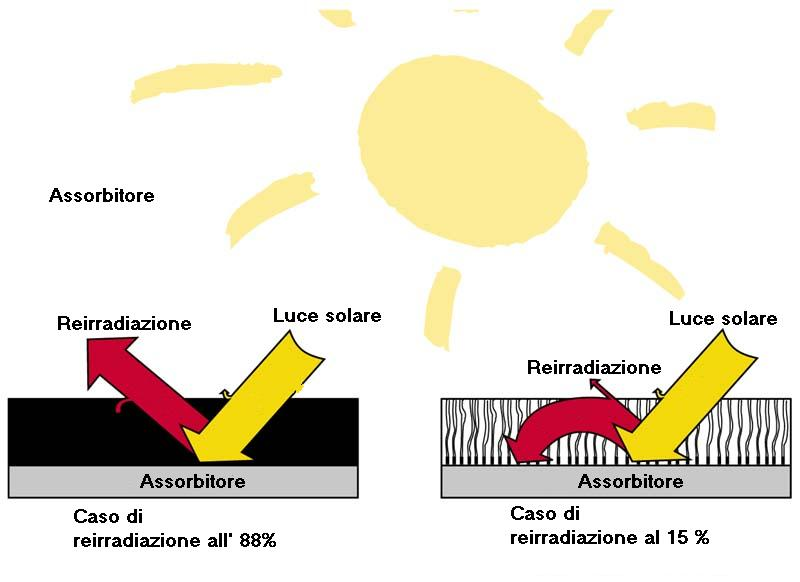 Assorbitore
Reirradiazione
Luce solare
Assorbitore
Caso di
reirradiazione all' 88%
Luce solare
Reirradiazione
Assorbitore
Caso di
reirradiazione al 15 %